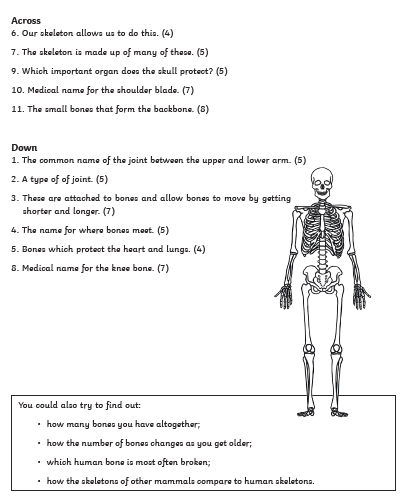 Across
6. Our skeleton allows us to do this. (4)
7. The skeleton is made up of many of these. (5)
9. Which important organ does the skull protect? (5)
10. Medical name for the shoulder blade. (7)
11. The small bones that form the backbone. (8)
Down
1. The common name of the joint between the upper and lower arm. (5)
2. A type of of joint. (5)
3. These are attached to bones and allow bones to move by getting
shorter and longer. (7)
4. The name for where bones meet. (5)
5. Bones which protect the heart and lungs. (4)
8. Medical name for the knee bone. (7)
You could also try to find out:
• how many bones you have altogether;
• how the number of bones changes as you get older;
• which human bone is most often broken;
• how the skeletons of other mammals compare to human skeletons.